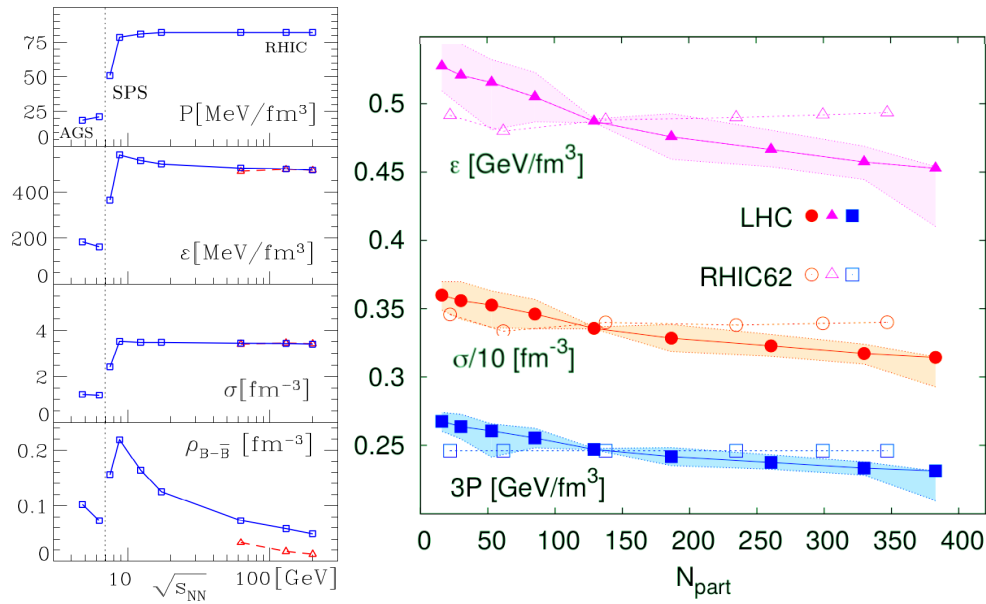 75
50
25
0
RHIC
SPS
P[MeV/fm³]
AGS
400
200
0
ε[MeV/fm³]
4
2
0
σ[fm⁻³]
0.2
0.1
0
ρ_B-B̅ [fm⁻³]
10
100
√s_NN
[GeV]
0.5
0.45
0.4
0.35
0.3
0.25
ε [GeV/fm³]
LHC
RHIC62
σ/10 [fm⁻³]
3P [GeV/fm³]
0 50 100 150 200 250 300 350 400
N_part